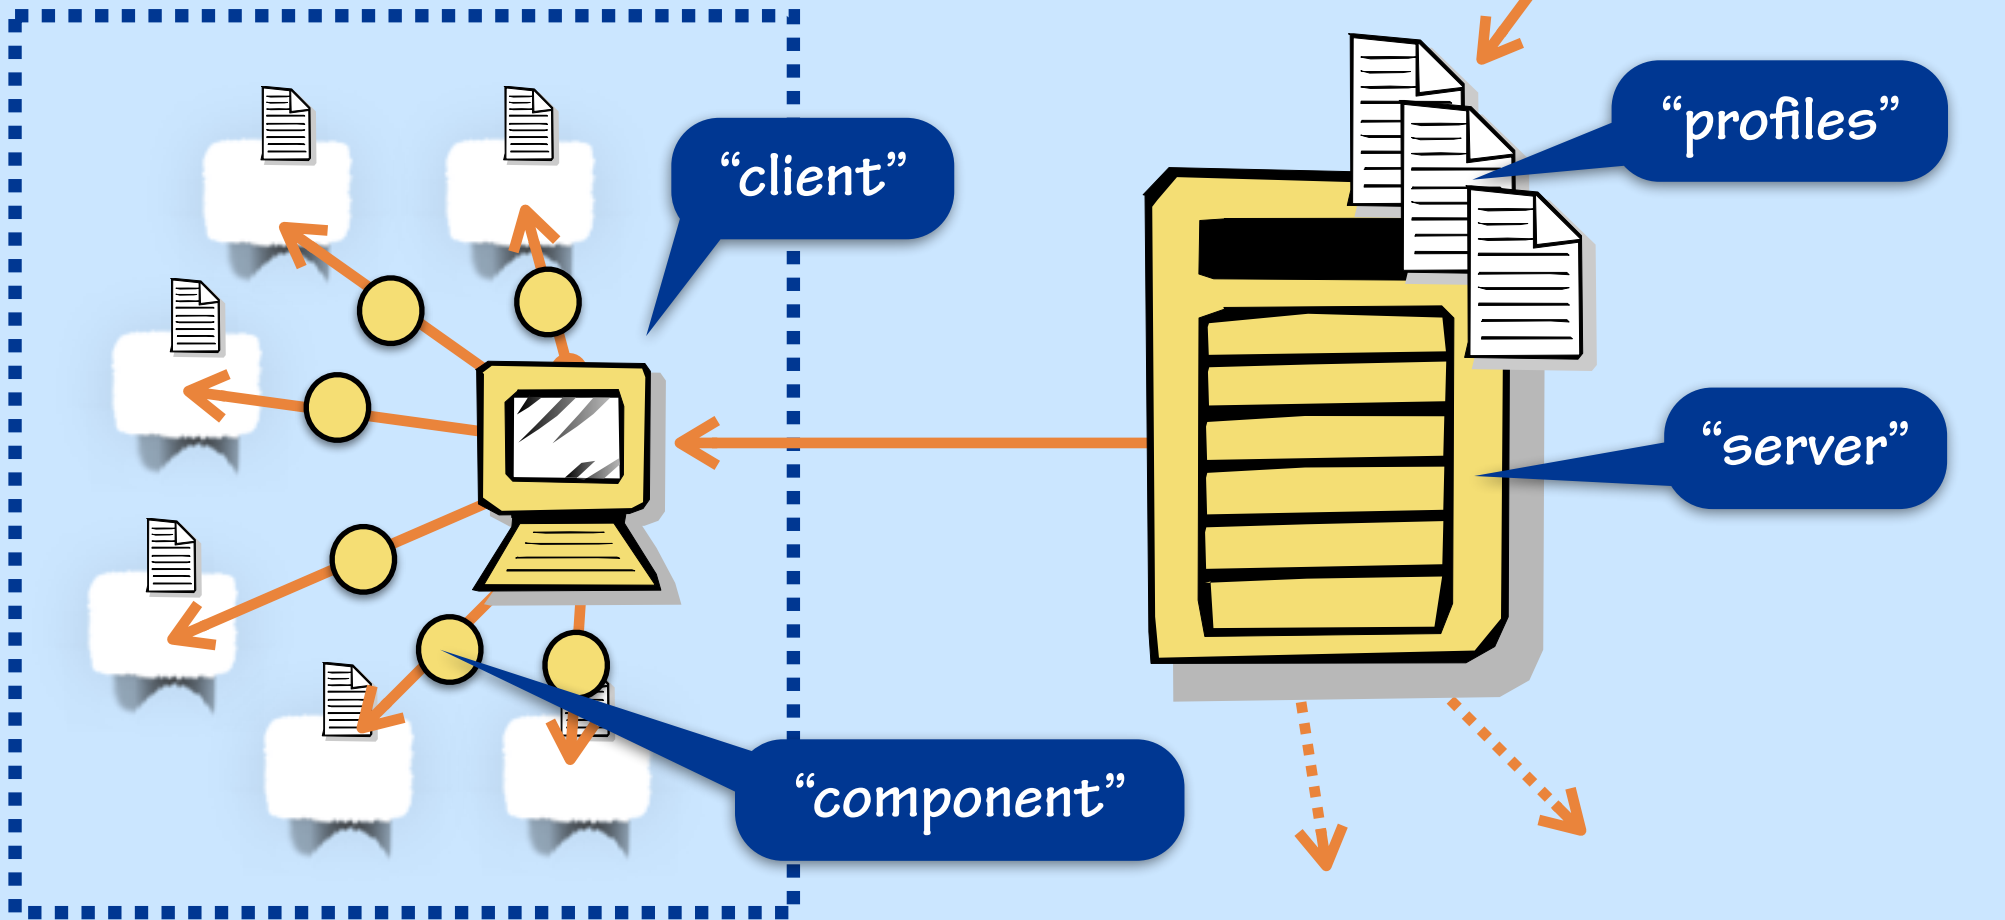 “profiles”
“client”
“server”
“component”